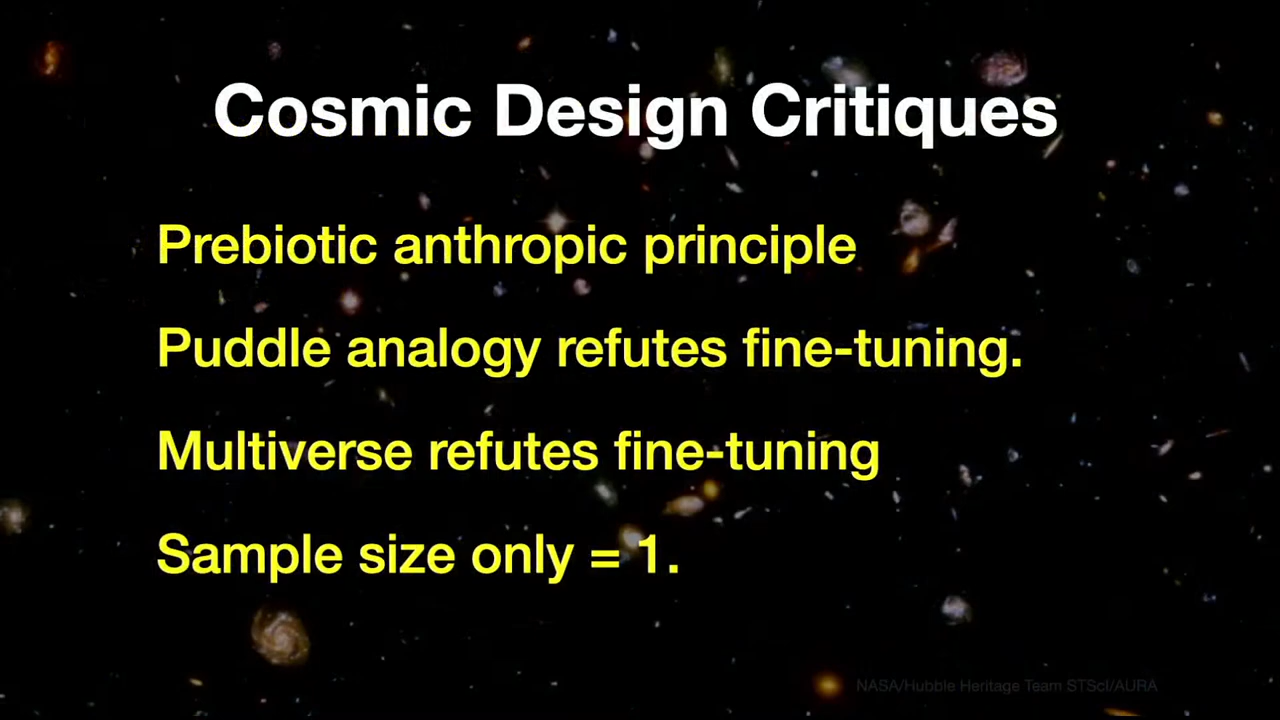 Cosmic Design Critiques
Prebiotic anthropic principle
Puddle analogy refutes fine-tuning.
Multiverse refutes fine-tuning
Sample size only = 1.
NASA/Hubble Heritage Team STScI/AURA